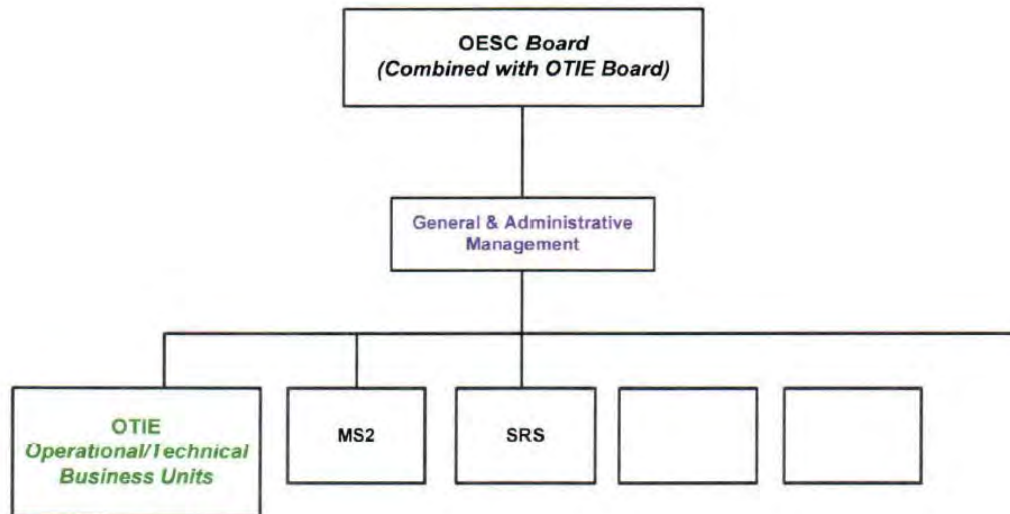 OESC Board
(Combined with OTIE Board)
General & Administrative
Management
OTIE
Operational/Technical
Business Units
MS2
SRS